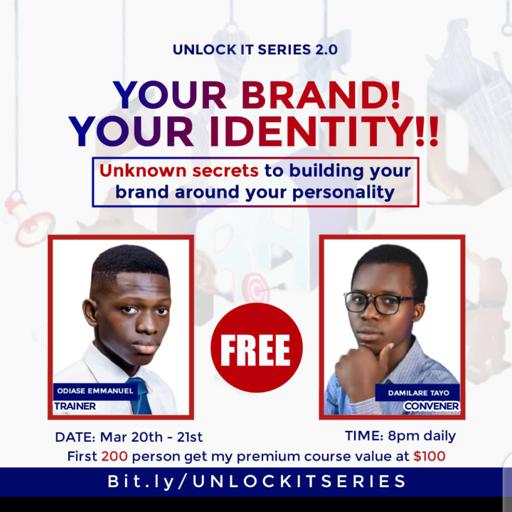 UNLOCK IT SERIES 2.0
YOUR BRAND!
YOUR IDENTITY!!
Unknown secrets to building your
brand around your personality
FREE
ODIASE EMMANUEL
TRAINER
DAMILARE TAYO
CONVENER
DATE: Mar 20th - 21st
TIME: 8pm daily
First 200 person get my premium course value at $100
Bit.ly/UNLOCKITSERIES